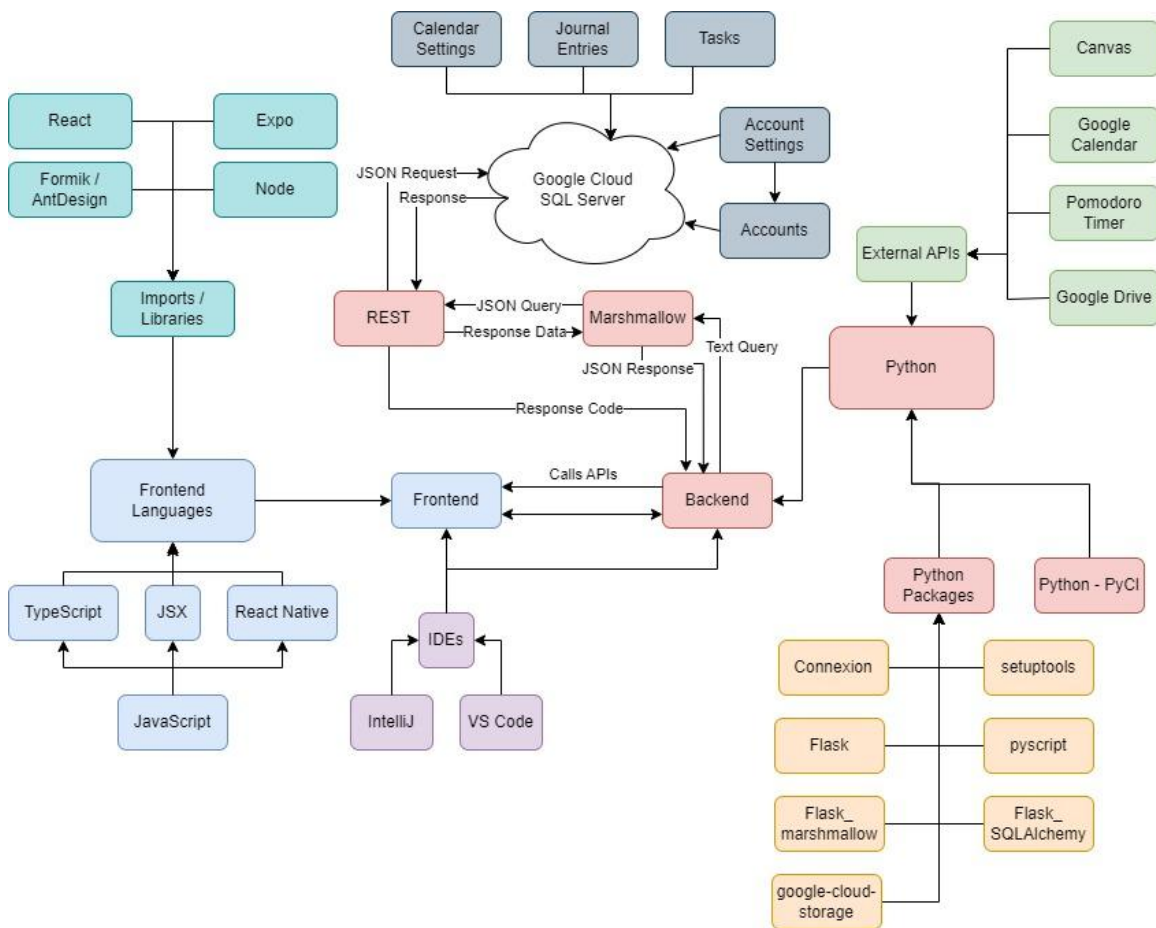 Calendar
Settings
Journal
Entries
Tasks
Canvas
React
Expo
Account
Settings
Google
Calendar
JSON Request
Google Cloud
SQL Server
Formik /
AntDesign
Node
Response
Pomodoro
Timer
Accounts
External APIs
Imports /
Libraries
REST
JSON Query
Response Data
Marshmallow
Google Drive
Text Query
JSON Response
Python
Response Code
Frontend
Languages
Calls APIs
Frontend
Backend
TypeScript
JSX
React Native
Python
Packages
Python - PyCI
IDEs
Connexion
setuptools
JavaScript
IntelliJ
VS Code
Flask
pyscript
Flask_
marshmallow
Flask_
SQLAlchemy
google-cloud-
storage